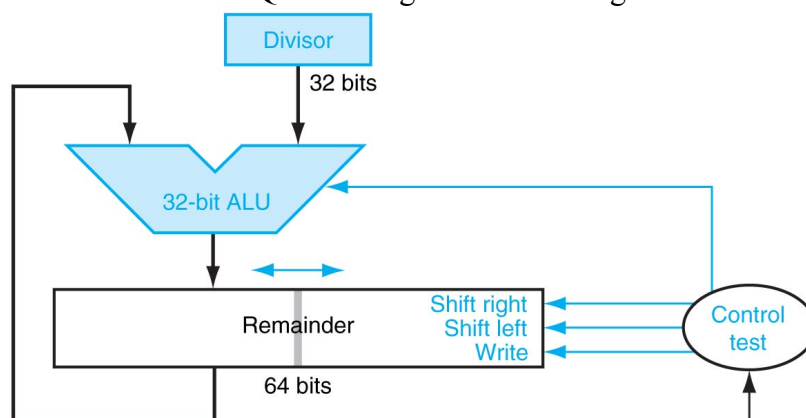 Divisor
32 bits
32-bit ALU
Remainder
Shift right
Shift left
Write
Control
test
64 bits